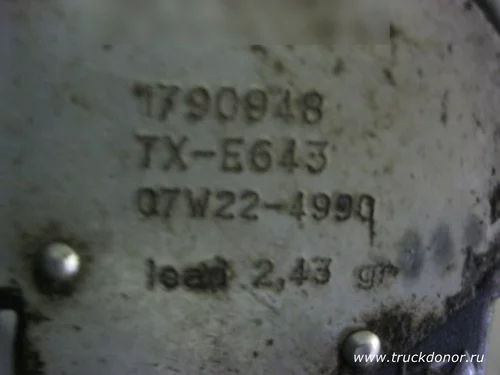 1790948
TX-E643
07W22-4990
lead 2,43 gr
www.truckdonor.ru